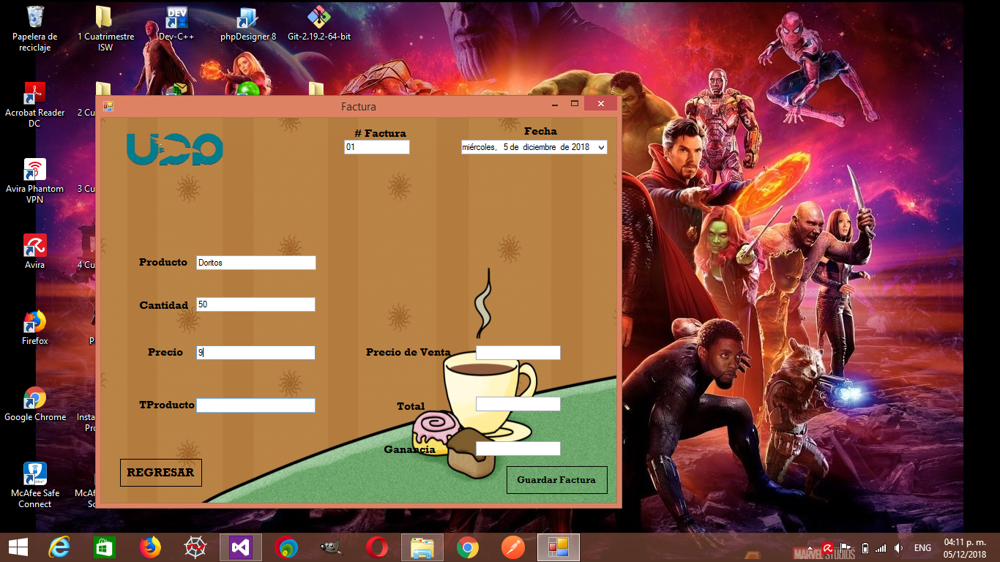 Papelera de
reciclaje
1 Cuatrimestre
ISW
DEV
Dev-C++
phpDesigner 8
Git-2.19.2-64-bit
Acrobat Reader
DC
2 Cu
Avira Phantom
VPN
3 Cu
Avira
4 Cu
Firefox
P
Google Chrome
Insta
Pro
McAfee Safe
Connect
McAf
Factura
# Factura
01
Fecha
miércoles, 5 de diciembre de 2018
Producto
Doritos
Cantidad
50
Precio
9
Precio de Venta
TProducto
Total
Ganancia
REGRESAR
Guardar Factura
MARVEL STUDIOS
ENG
04:11 p. m.
05/12/2018